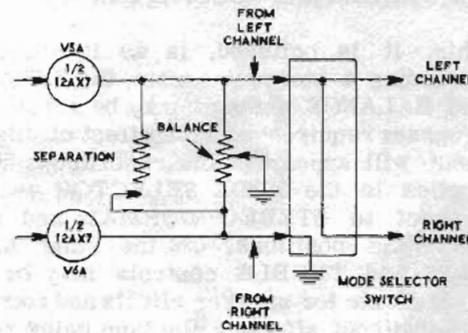 FROM
LEFT
CHANNEL
V5A
1/2
12AX7
LEFT
CHANNEL
BALANCE
SEPARATION
1/2
12AX7
V6A
RIGHT
CHANNEL
FROM
RIGHT
CHANNEL
MODE SELECTOR
SWITCH